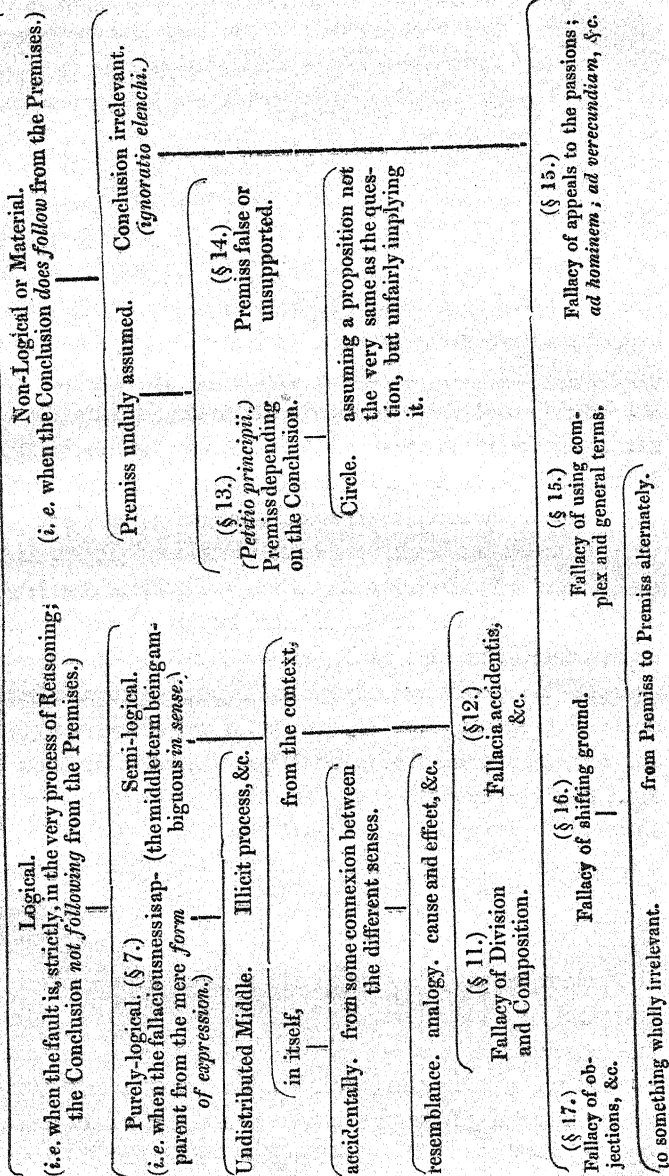 Logical.
(i.e. when the fault is, strictly, in the very process of Reasoning;
the Conclusion not following from the Premises.)
Non-Logical or Material.
(i. e. when the Conclusion does follow from the Premises.)
Purely-logical. (§ 7.)
(i.e. when the fallaciousness is ap-
parent from the mere form
of expression.)
Semi-logical.
(the middle term being am-
biguous in sense.)
Premiss unduly assumed.
Conclusion irrelevant.
(ignoratio elenchi.)
Undistributed Middle.
Illicit process, &c.
in itself,
from the context,
(§ 13.)
(Petitio principii.)
Premiss depending
on the Conclusion.
(§ 14.)
Premiss false or
unsupported.
accidentally.
from some connexion between
the different senses.
resemblance. analogy. cause and effect, &c.
Circle.
assuming a proposition not
the very same as the ques-
tion, but unfairly implying
it.
(§ 11.)
Fallacy of Division
and Composition.
(§ 12.)
Fallacia accidentis,
&c.
(§ 17.)
Fallacy of ob-
jections, &c.
(§ 16.)
Fallacy of shifting ground.
(§ 15.)
Fallacy of using com-
plex and general terms.
(§ 15.)
Fallacy of appeals to the passions;
ad hominem; ad verecundiam, &c.
to something wholly irrelevant.
from Premiss to Premiss alternately.